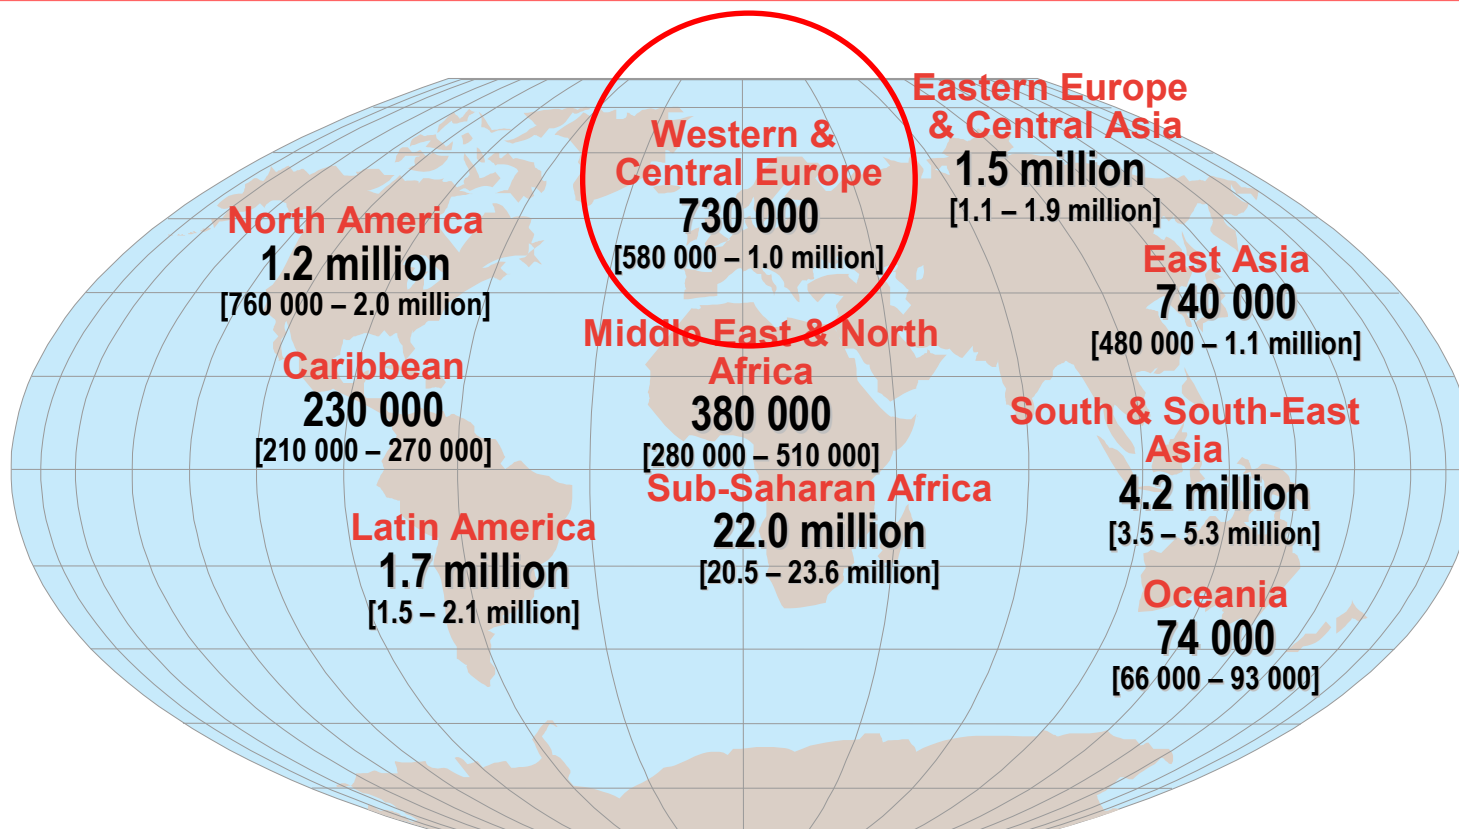 Western &
Central Europe
730 000
[580 000 – 1.0 million]
Eastern Europe
& Central Asia
1.5 million
[1.1 – 1.9 million]
North America
1.2 million
[760 000 – 2.0 million]
East Asia
740 000
[480 000 – 1.1 million]
Middle East & North
Africa
380 000
[280 000 – 510 000]
Caribbean
230 000
[210 000 – 270 000]
South & South-East
Asia
4.2 million
[3.5 – 5.3 million]
Sub-Saharan Africa
22.0 million
[20.5 – 23.6 million]
Latin America
1.7 million
[1.5 – 2.1 million]
Oceania
74 000
[66 000 – 93 000]